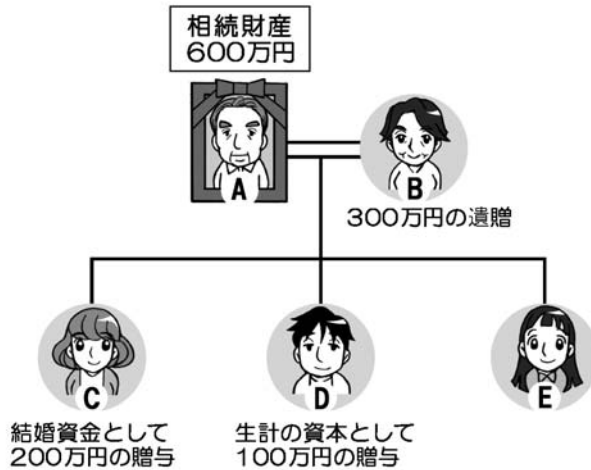 相続財産
600万円
A
B
300万円の遺贈
C
D
E
結婚資金として
200万円の贈与
生計の資本として
100万円の贈与